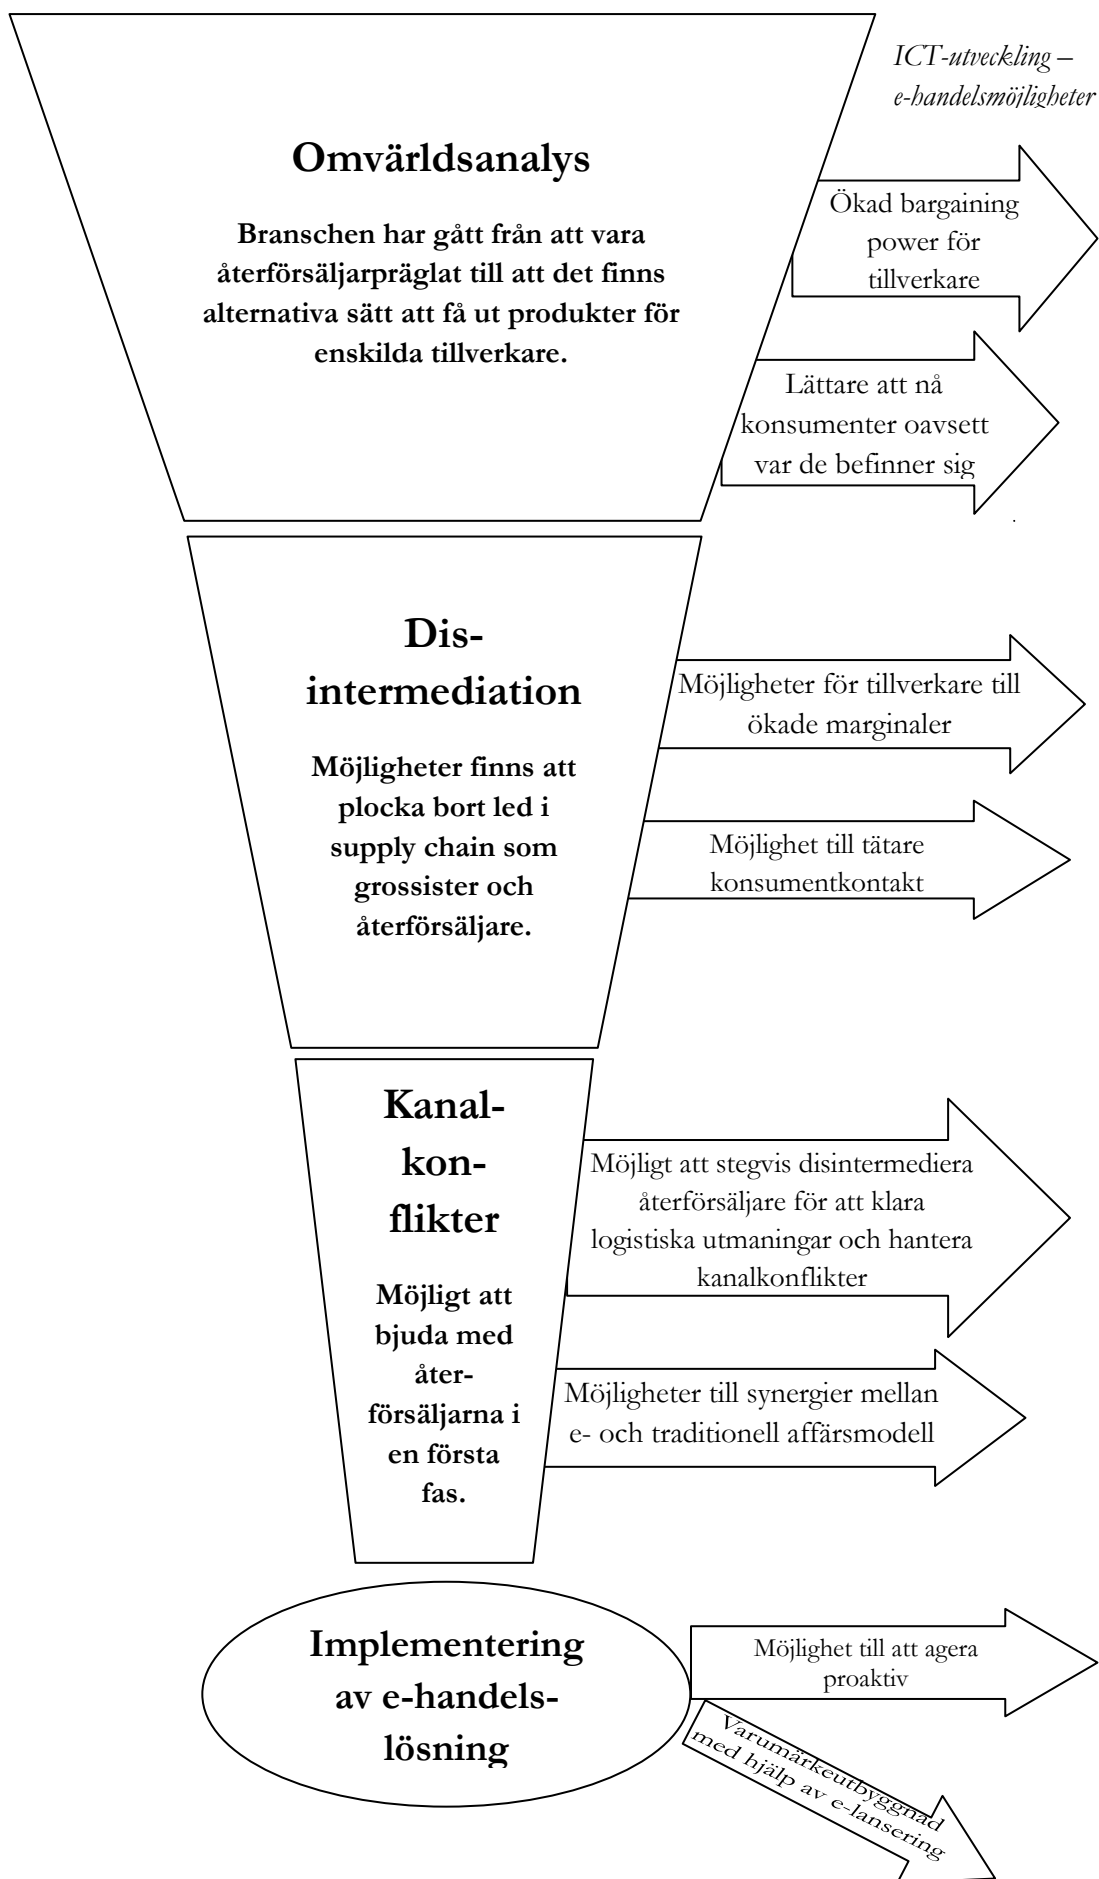 ICT-utveckling –
e-handelsmöjligheter
Omvärldsanalys
Branschen har gått från att vara
återförsäljarpräglat till att det finns
alternativa sätt att få ut produkter för
enskilda tillverkare.
Ökad bargaining
power för
tillverkare
Lättare att nå
konsumenter oavsett
var de befinner sig
Dis-
intermediation
Möjligheter finns att
plocka bort led i
supply chain som
grossister och
återförsäljare.
Möjligheter för tillverkare till
ökade marginaler
Möjlighet till tätare
konsumentkontakt
Kanal-
kon-
flikter
Möjligt att
bjuda med
åter-
försäljarna i
en första
fas.
Möjligt att stegvis disintermediera
återförsäljare för att klara
logistiska utmaningar och hantera
kanalkonflikter
Möjligheter till synergier mellan
e- och traditionell affärsmodell
Implementering
av e-handels-
lösning
Möjlighet till att agera
proaktiv
Varumärkeutbyggnad
med hjälp av e-lansering